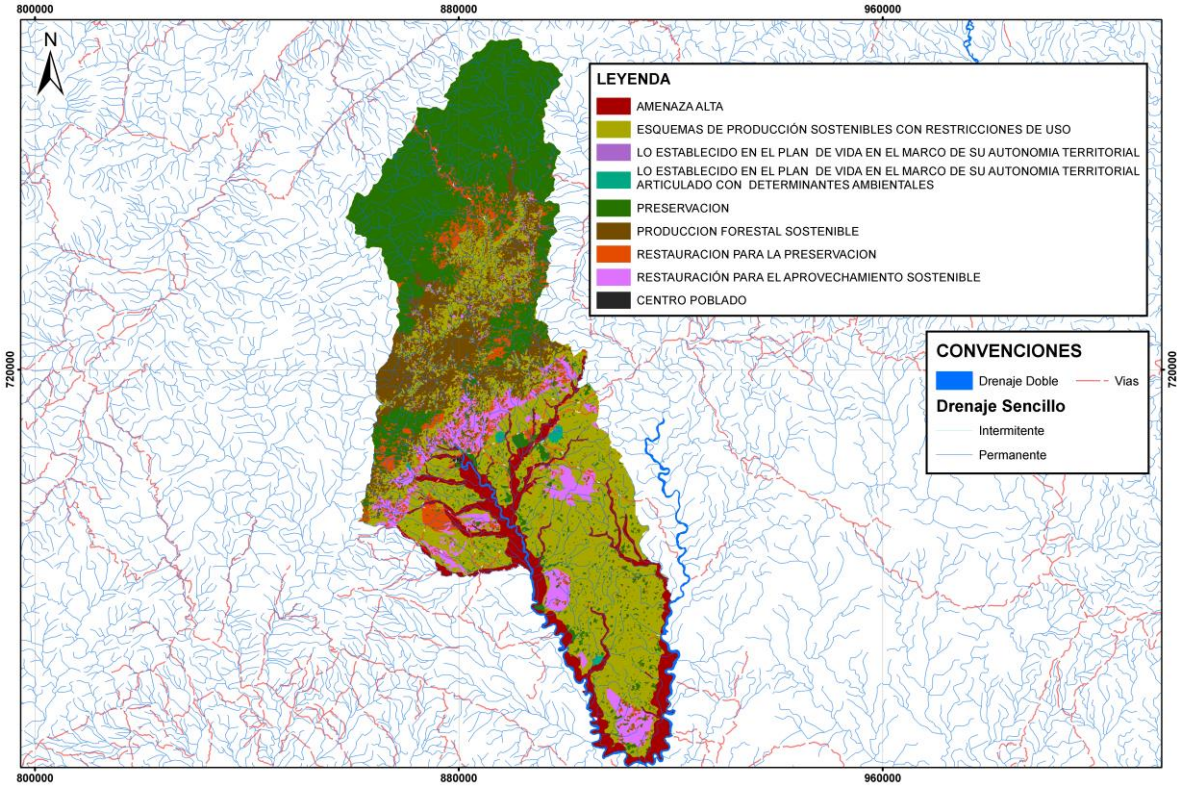 800000
880000
960000
N
LEYENDA
AMENAZA ALTA
ESQUEMAS DE PRODUCCIÓN SOSTENIBLES CON RESTRICCIONES DE USO
LO ESTABLECIDO EN EL PLAN DE VIDA EN EL MARCO DE SU AUTONOMIA TERRITORIAL
LO ESTABLECIDO EN EL PLAN DE VIDA EN EL MARCO DE SU AUTONOMIA TERRITORIAL
ARTICULADO CON DETERMINANTES AMBIENTALES
PRESERVACION
PRODUCCION FORESTAL SOSTENIBLE
RESTAURACION PARA LA PRESERVACION
RESTAURACIÓN PARA EL APROVECHAMIENTO SOSTENIBLE
CENTRO POBLADO
720000
720000
CONVENCIONES
Drenaje Doble
Vias
Drenaje Sencillo
Intermitente
Permanente
800000
880000
960000